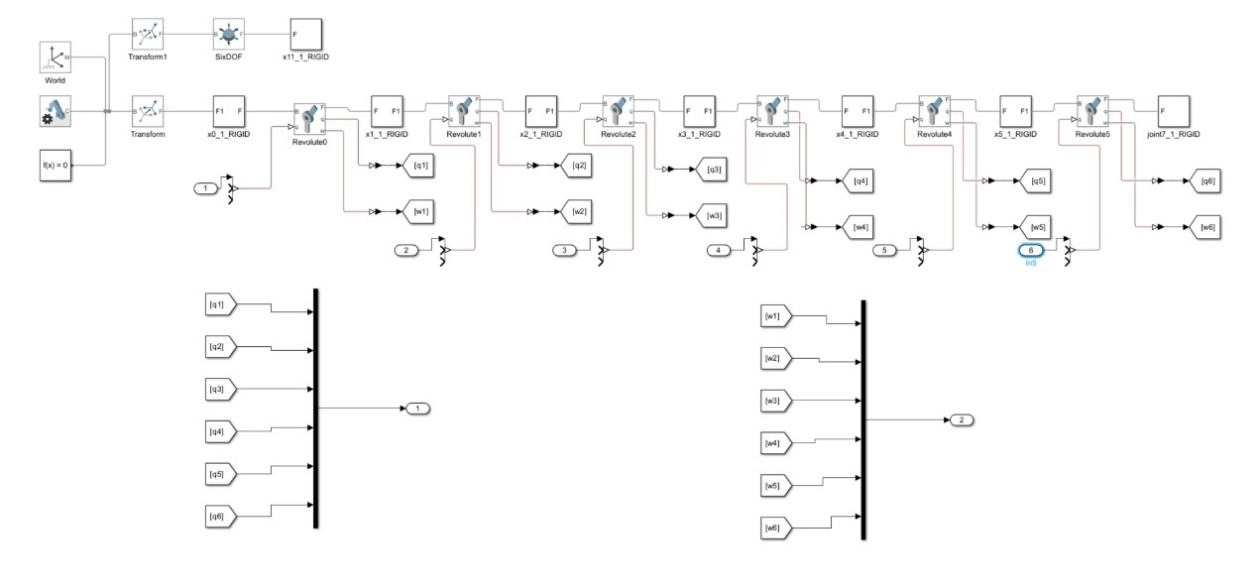 Transform1
SixDOF
x11_1_RIGID
World
Transform
x0_1_RIGID
Revolute0
x1_1_RIGID
Revolute1
x2_1_RIGID
Revolute2
x3_1_RIGID
Revolute3
x4_1_RIGID
Revolute4
x5_1_RIGID
Revolute5
joint7_1_RIGID
B F
B F
F
W
C
B F
F1 F
F F1
F F1
F F1
F F1
F F1
F
f(x) = 0
[q1]
[q2]
[q3]
[q4]
[q5]
[q6]
1
[w1]
[w2]
[w3]
[w4]
[w5]
[w6]
2
3
4
5
6
In5
[q1]
[q2]
[q3]
[q4]
[q5]
[q6]
1
[w1]
[w2]
[w3]
[w4]
[w5]
[w6]
2